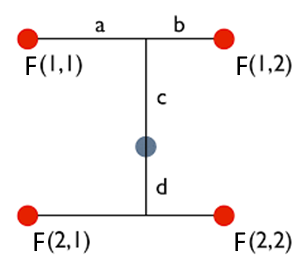 a b
F(1,1) F(1,2)
c
d
F(2,1) F(2,2)